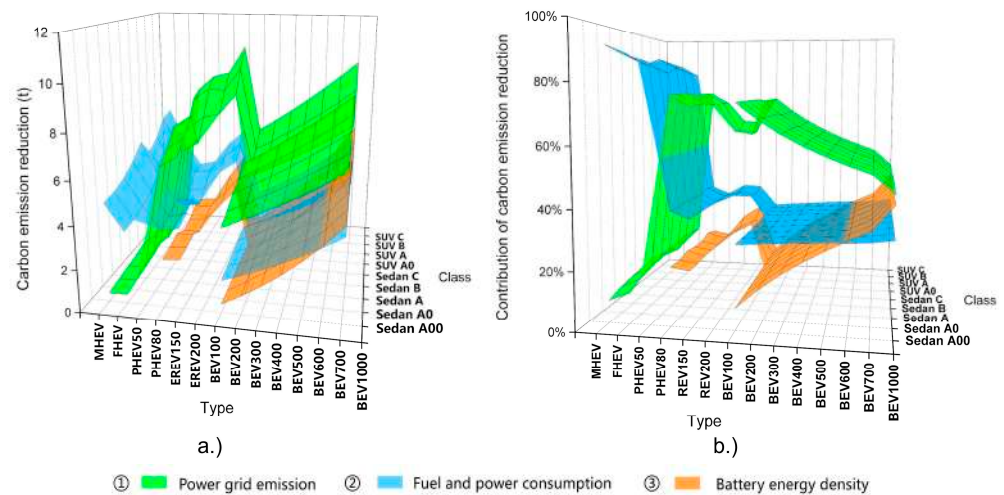 Carbon emission reduction (t)
12
10
8
6
4
2
0
MHEV
FHEV
PHEV50
PHEV80
EREV150
EREV200
BEV100
BEV200
BEV300
BEV400
BEV500
BEV600
BEV700
BEV1000
Type
SUV C
SUV B
SUV A
SUV A0
Sedan C
Sedan B
Sedan A
Sedan A0
Sedan A00
Class
a.)
Contribution of carbon emission reduction
100%
80%
60%
40%
20%
0%
MHEV
FHEV
PHEV50
PHEV80
REV150
REV200
BEV100
BEV200
BEV300
BEV400
BEV500
BEV600
BEV700
BEV1000
Type
SUV C
SUV B
SUV A
SUV A0
Sedan C
Sedan B
Sedan A
Sedan A0
Sedan A00
Class
b.)
① Power grid emission ② Fuel and power consumption ③ Battery energy density